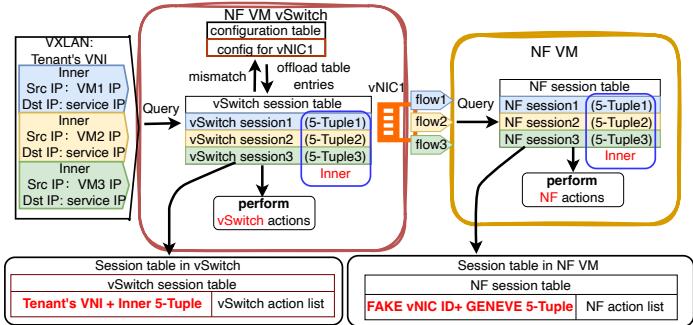 VXLAN:
Tenant's VNI
Inner
Src IP: VM1 IP
Dst IP: service IP
Inner
Src IP: VM2 IP
Dst IP: service IP
Inner
Src IP: VM3 IP
Dst IP: service IP
Query
NF VM vSwitch
configuration table
config for vNIC1
mismatch
offload table
entries
vSwitch session table
vSwitch session1 (5-Tuple1)
vSwitch session2 (5-Tuple2)
vSwitch session3 (5-Tuple3)
Inner
perform
vSwitch actions
vNIC1
flow1
flow2
flow3
NF VM
Query
NF session table
NF session1 (5-Tuple1)
NF session2 (5-Tuple2)
NF session3 (5-Tuple3)
Inner
perform
NF actions
Session table in vSwitch
vSwitch session table
Tenant's VNI + Inner 5-Tuple vSwitch action list
Session table in NF VM
NF session table
FAKE vNIC ID+ GENEVE 5-Tuple NF action list